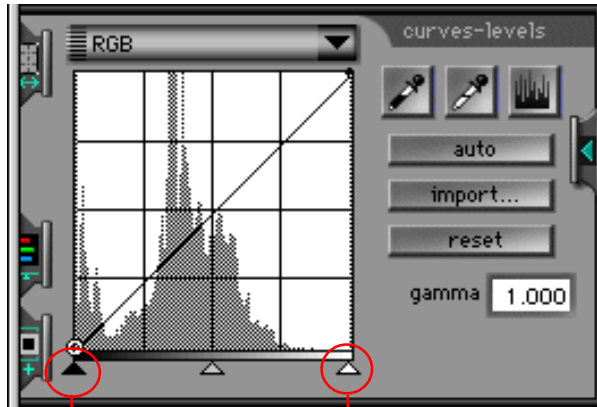 RGB
curves-levels
auto
import...
reset
gamma 1.000